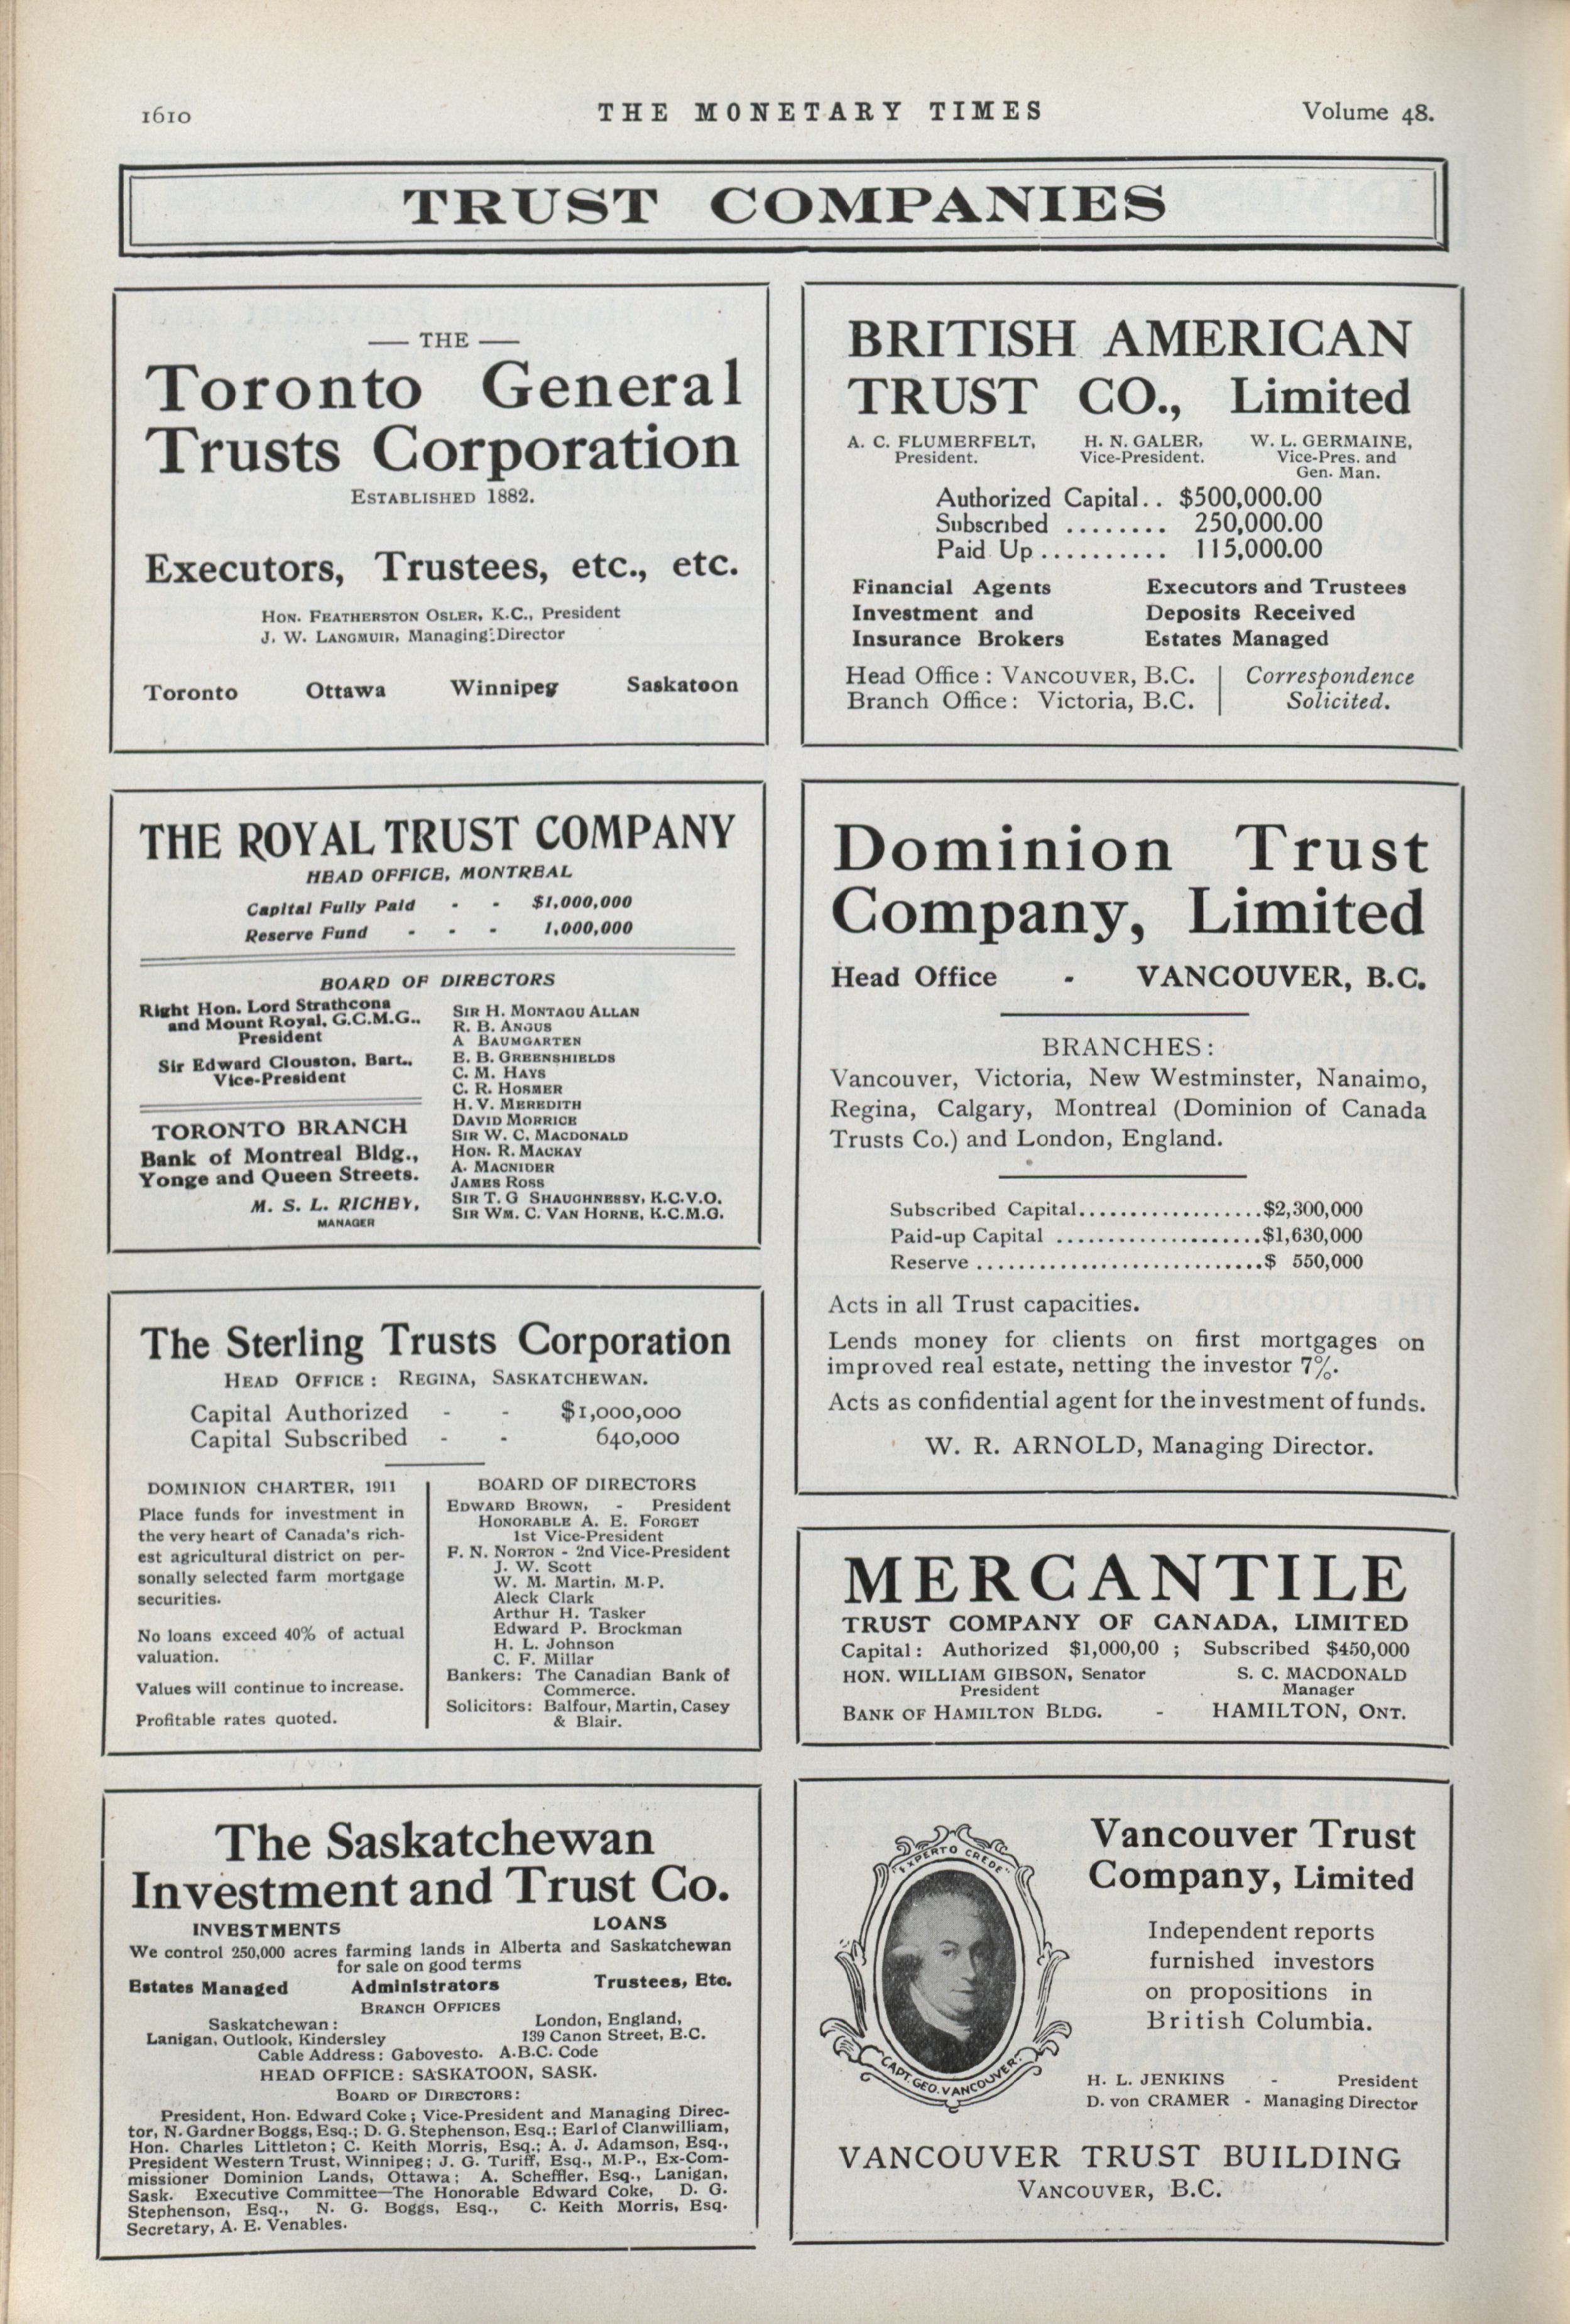 1610
THE MONETARY TIMES
Volume 48.
TRUST COMPANIES
— THE —
Toronto General
Trusts Corporation
ESTABLISHED 1882.
Executors, Trustees, etc., etc.
HON. FEATHERSTON OSLER, K.C., President
J. W. LANGMUIR, Managing Director
Toronto Ottawa Winnipeg Saskatoon
BRITISH AMERICAN
TRUST CO., Limited
A. C. FLUMERFELT, H. N. GALER, W. L. GERMAINE,
President. Vice-President. Vice-Pres. and
Gen. Man.
Authorized Capital.. $500,000.00
Subscribed ........ 250,000.00
Paid Up.......... 115,000.00
Financial Agents Executors and Trustees
Investment and Deposits Received
Insurance Brokers Estates Managed
Head Office : VANCOUVER, B.C. Correspondence
Branch Office : Victoria, B.C. Solicited.
THE ROYAL TRUST COMPANY
HEAD OFFICE, MONTREAL
Capital Fully Paid - - $1,000,000
Reserve Fund - - - 1,000,000
BOARD OF DIRECTORS
Right Hon. Lord Strathcona
and Mount Royal, G.C.M.G.,
President
Sir Edward Clouston, Bart.,
Vice-President
TORONTO BRANCH
Bank of Montreal Bldg.,
Yonge and Queen Streets.
M. S. L. RICHEY,
MANAGER
SIR H. MONTAGU ALLAN
R. B. ANGUS
A BAUMGARTEN
E. B. GREENSHIELDS
C. M. HAYS
C. R. HOSMER
H. V. MEREDITH
DAVID MORRICE
SIR W. C. MACDONALD
HON. R. MACKAY
A. MACNIDER
JAMES ROSS
SIR T. G SHAUGHNESSY, K.C.V.O.
SIR WM. C. VAN HORNE, K.C.M.G.
Dominion Trust
Company, Limited
Head Office - VANCOUVER, B.C.
BRANCHES :
Vancouver, Victoria, New Westminster, Nanaimo,
Regina, Calgary, Montreal (Dominion of Canada
Trusts Co.) and London, England.
Subscribed Capital..................$2,300,000
Paid-up Capital ....................$1,630,000
Reserve ............................$ 550,000
Acts in all Trust capacities.
Lends money for clients on first mortgages on
improved real estate, netting the investor 7%.
Acts as confidential agent for the investment of funds.
W. R. ARNOLD, Managing Director.
The Sterling Trusts Corporation
HEAD OFFICE : REGINA, SASKATCHEWAN.
Capital Authorized - - $1,000,000
Capital Subscribed - - 640,000
DOMINION CHARTER, 1911
Place funds for investment in
the very heart of Canada's rich-
est agricultural district on per-
sonally selected farm mortgage
securities.
No loans exceed 40% of actual
valuation.
Values will continue to increase.
Profitable rates quoted.
BOARD OF DIRECTORS
EDWARD BROWN, - President
HONORABLE A. E. FORGET
1st Vice-President
F. N. NORTON - 2nd Vice-President
J. W. Scott
W. M. Martin, M.P.
Aleck Clark
Arthur H. Tasker
Edward P. Brockman
H. L. Johnson
C. F. Millar
Bankers: The Canadian Bank of
Commerce.
Solicitors: Balfour, Martin, Casey
& Blair.
MERCANTILE
TRUST COMPANY OF CANADA, LIMITED
Capital : Authorized $1,000,00 ; Subscribed $450,000
HON. WILLIAM GIBSON, Senator S. C. MACDONALD
President Manager
BANK OF HAMILTON BLDG. - HAMILTON, ONT.
The Saskatchewan
Investment and Trust Co.
INVESTMENTS LOANS
We control 250,000 acres farming lands in Alberta and Saskatchewan
for sale on good terms
Estates Managed Administrators Trustees, Etc.
BRANCH OFFICES
Saskatchewan : London, England,
Lanigan, Outlook, Kindersley 139 Canon Street, E.C.
Cable Address : Gabovesto. A.B.C. Code
HEAD OFFICE : SASKATOON, SASK.
BOARD OF DIRECTORS :
President, Hon. Edward Coke ; Vice-President and Managing Direc-
tor, N. Gardner Boggs, Esq.; D. G. Stephenson, Esq.; Earl of Clanwilliam,
Hon. Charles Littleton ; C. Keith Morris, Esq.; A. J. Adamson, Esq.,
President Western Trust, Winnipeg ; J. G. Turiff, Esq., M.P., Ex-Com-
missioner Dominion Lands, Ottawa ; A. Scheffler, Esq., Lanigan,
Sask. Executive Committee—The Honorable Edward Coke, D. G.
Stephenson, Esq., N. G. Boggs, Esq., C. Keith Morris, Esq.
Secretary, A. E. Venables.
"EXPERTO CREDE"
CAPT. GEO. VANCOUVER.
Vancouver Trust
Company, Limited
Independent reports
furnished investors
on propositions in
British Columbia.
H. L. JENKINS - President
D. von CRAMER - Managing Director
VANCOUVER TRUST BUILDING
VANCOUVER, B.C.